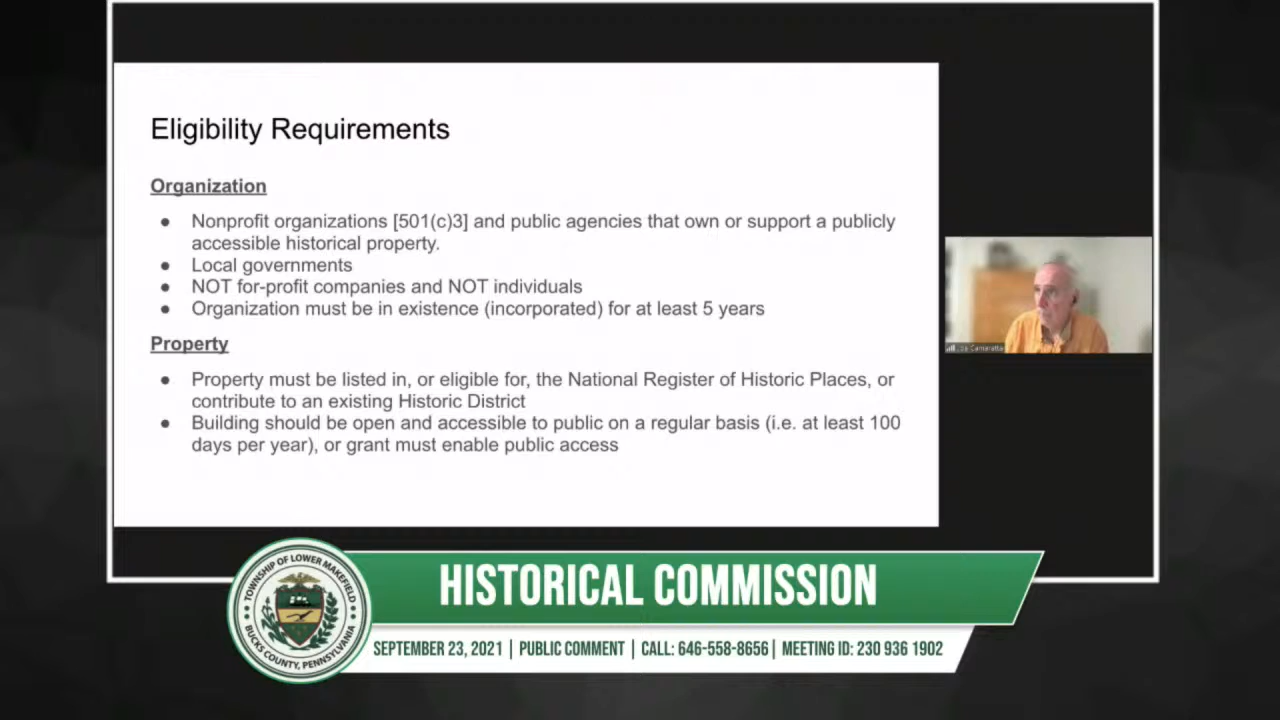 Eligibility Requirements
Organization
● Nonprofit organizations [501(c)3] and public agencies that own or support a publicly
accessible historical property.
● Local governments
● NOT for-profit companies and NOT individuals
● Organization must be in existence (incorporated) for at least 5 years
Property
● Property must be listed in, or eligible for, the National Register of Historic Places, or
contribute to an existing Historic District
● Building should be open and accessible to public on a regular basis (i.e. at least 100
days per year), or grant must enable public access
TOWNSHIP OF LOWER MAKEFIELD
BUCKS COUNTY, PENNSYLVANIA
HISTORICAL COMMISSION
SEPTEMBER 23, 2021 | PUBLIC COMMENT | CALL: 646-558-8656 | MEETING ID: 230 936 1902